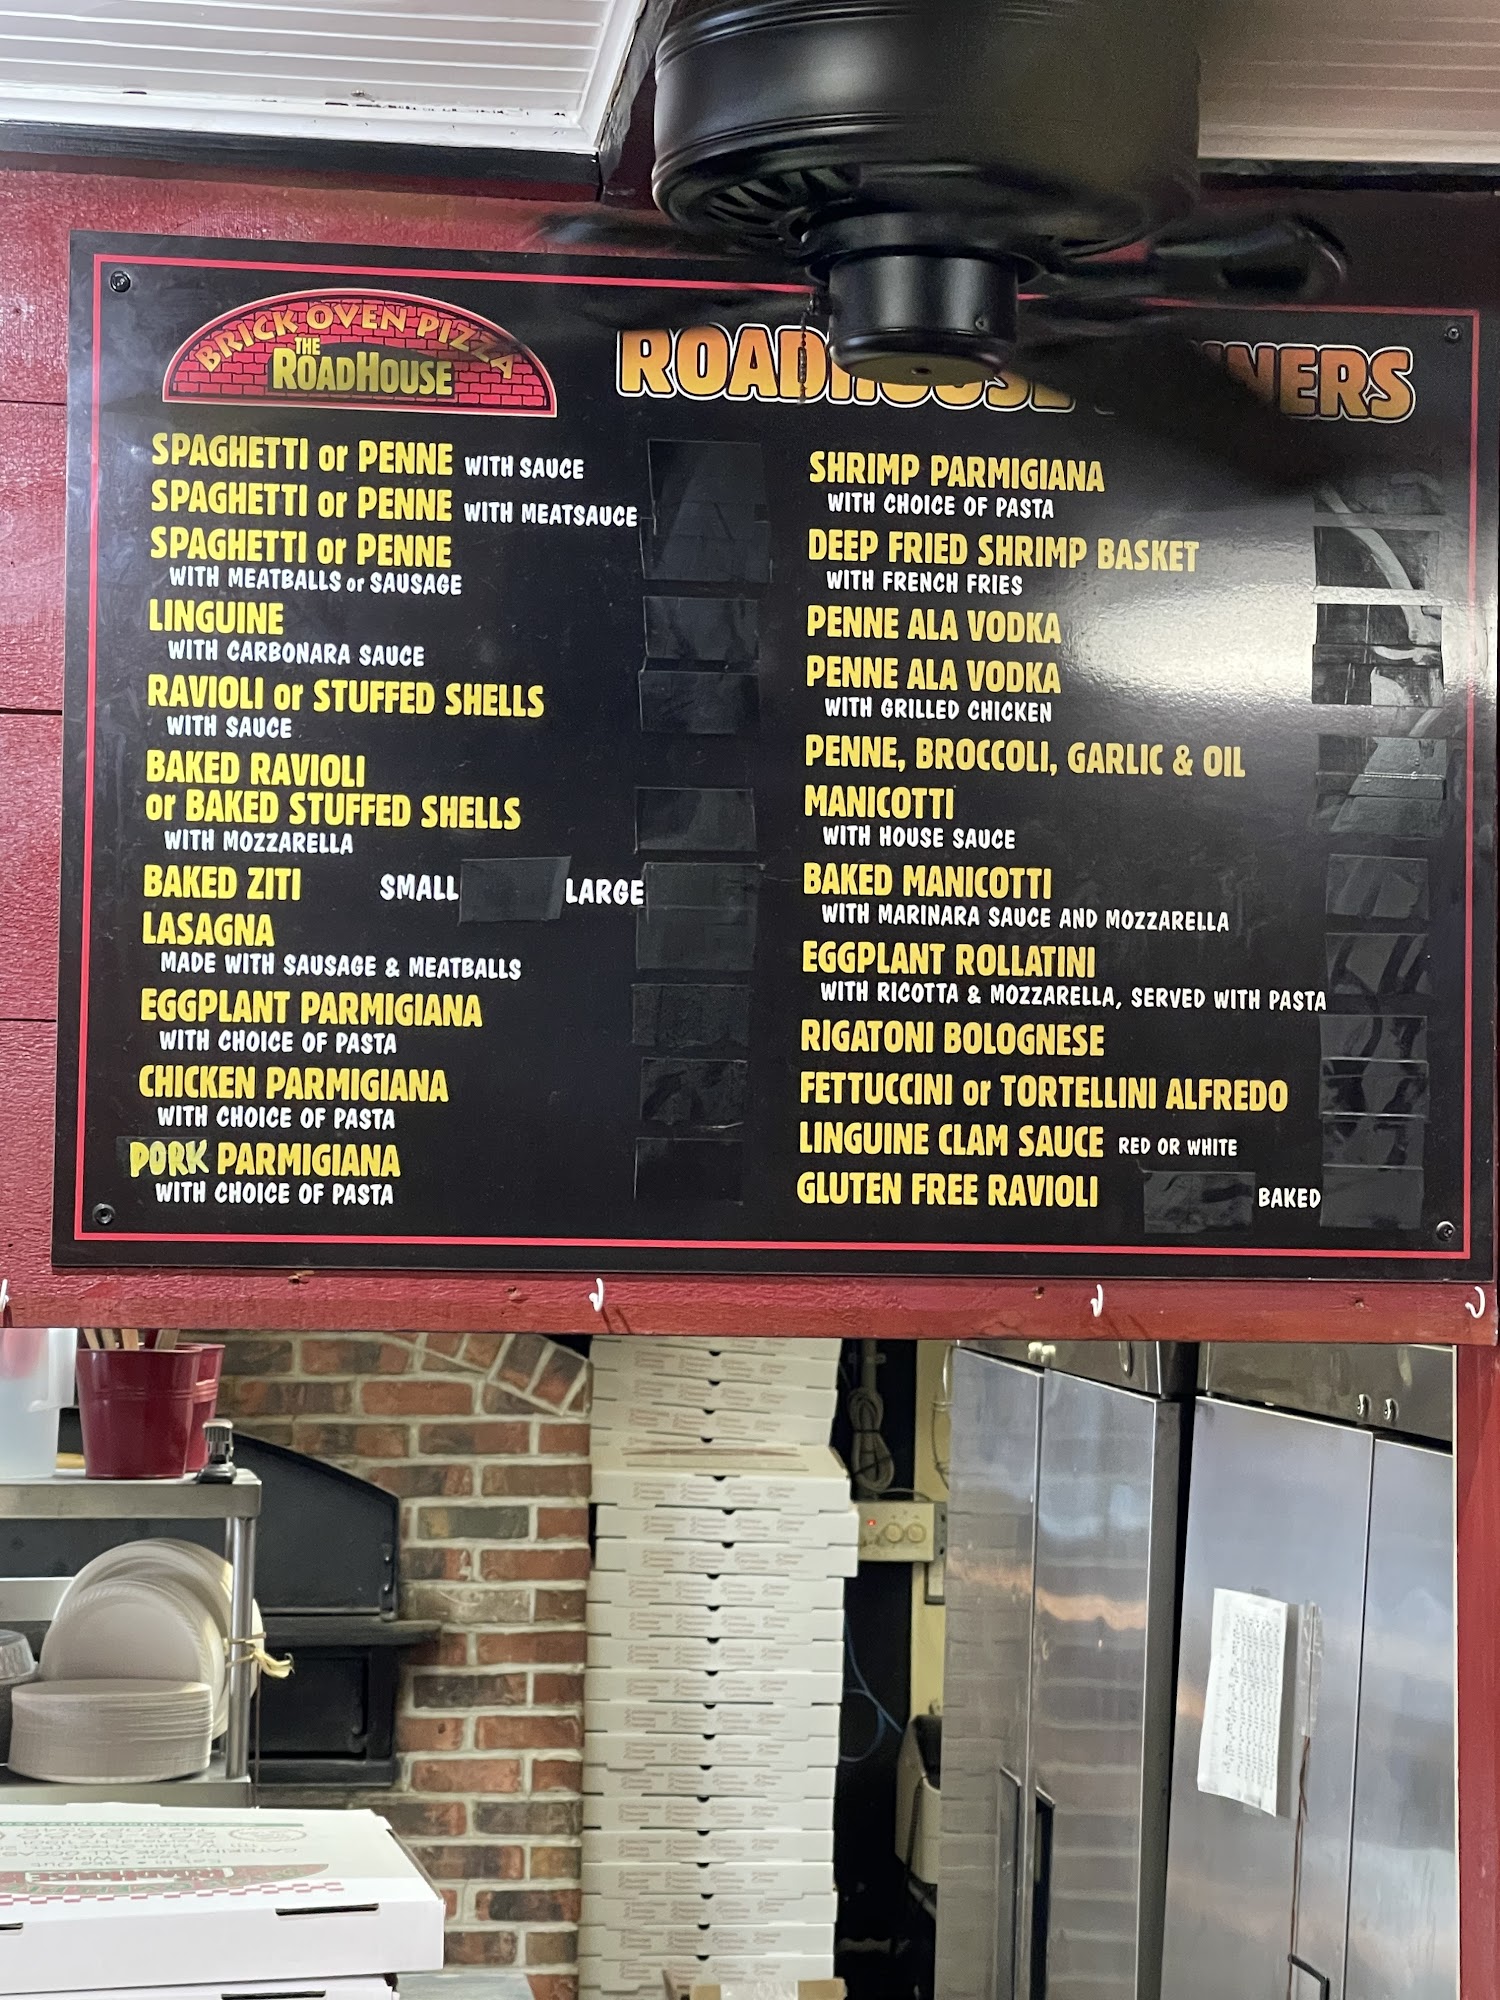 BRICK OVEN PIZZA
THE
ROADHOUSE
SPAGHETTI or PENNE WITH SAUCE
SPAGHETTI or PENNE WITH MEATSAUCE
SPAGHETTI or PENNE
WITH MEATBALLS or SAUSAGE
LINGUINE
WITH CARBONARA SAUCE
RAVIOLI or STUFFED SHELLS
WITH SAUCE
BAKED RAVIOLI
or BAKED STUFFED SHELLS
WITH MOZZARELLA
BAKED ZITI SMALL LARGE
LASAGNA
MADE WITH SAUSAGE & MEATBALLS
EGGPLANT PARMIGIANA
WITH CHOICE OF PASTA
CHICKEN PARMIGIANA
WITH CHOICE OF PASTA
PORK PARMIGIANA
WITH CHOICE OF PASTA
ROADHOUSE
SHRIMP PARMIGIANA
WITH CHOICE OF PASTA
DEEP FRIED SHRIMP BASKET
WITH FRENCH FRIES
PENNE ALA VODKA
PENNE ALA VODKA
WITH GRILLED CHICKEN
PENNE, BROCCOLI, GARLIC & OIL
MANICOTTI
WITH HOUSE SAUCE
BAKED MANICOTTI
WITH MARINARA SAUCE AND MOZZARELLA
EGGPLANT ROLLATINI
WITH RICOTTA & MOZZARELLA, SERVED WITH PASTA
RIGATONI BOLOGNESE
FETTUCCINI or TORTELLINI ALFREDO
LINGUINE CLAM SAUCE RED OR WHITE
GLUTEN FREE RAVIOLI BAKED